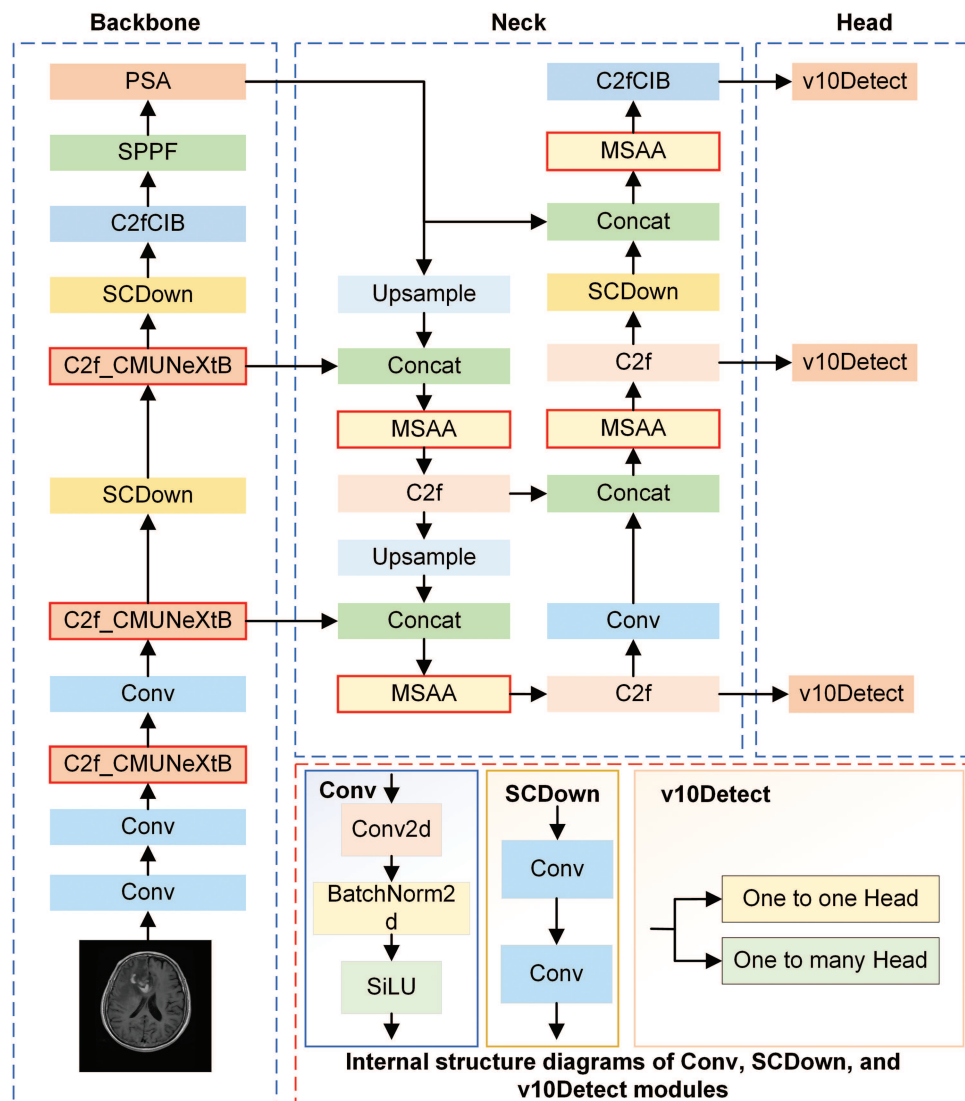 Backbone
Neck
Head
PSA
SPPF
C2fCIB
SCDown
C2f_CMUNeXtB
SCDown
C2f_CMUNeXtB
Conv
C2f_CMUNeXtB
Conv
Conv
Upsample
Concat
MSAA
C2f
Upsample
Concat
MSAA
C2fCIB
MSAA
Concat
SCDown
C2f
MSAA
Concat
Conv
C2f
v10Detect
v10Detect
v10Detect
Conv
Conv2d
BatchNorm2
d
SiLU
SCDown
Conv
Conv
v10Detect
One to one Head
One to many Head
Internal structure diagrams of Conv, SCDown, and
v10Detect modules